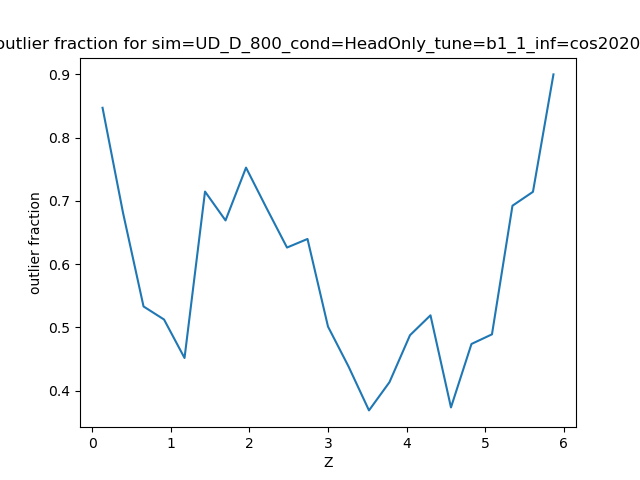 outlier fraction for sim=UD_D_800_cond=HeadOnly_tune=b1_1_inf=cos2020
0.9
0.8
0.7
0.6
0.5
0.4
outlier fraction
0 1 2 3 4 5 6
Z